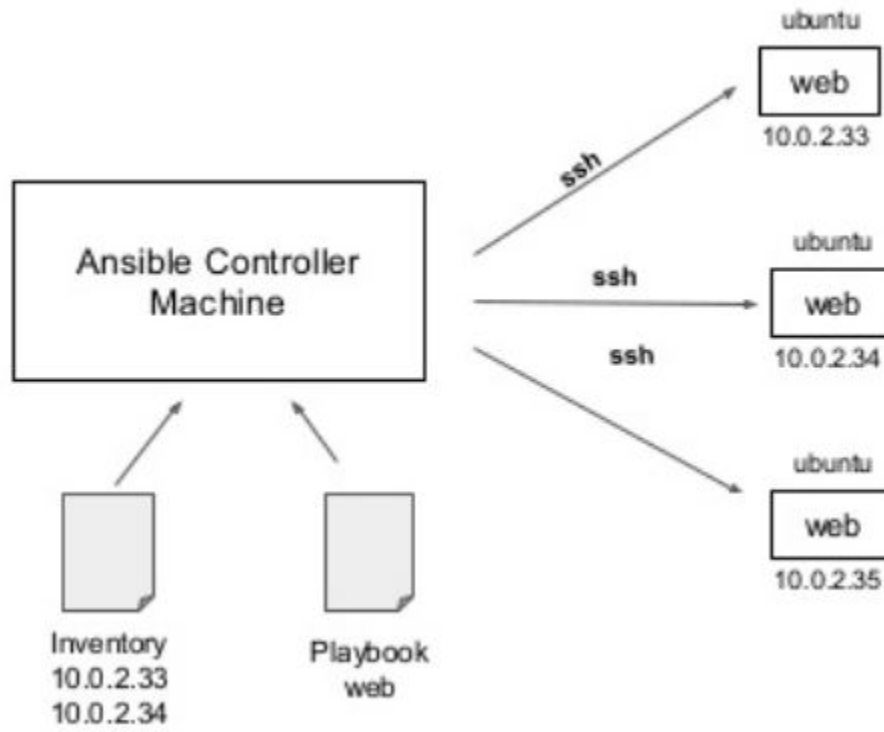 ubuntu
web
10.0.2.33
ssh
Ansible Controller
Machine
ubuntu
ssh
web
10.0.2.34
ssh
ubuntu
web
10.0.2.35
Inventory
10.0.2.33
10.0.2.34
Playbook
web